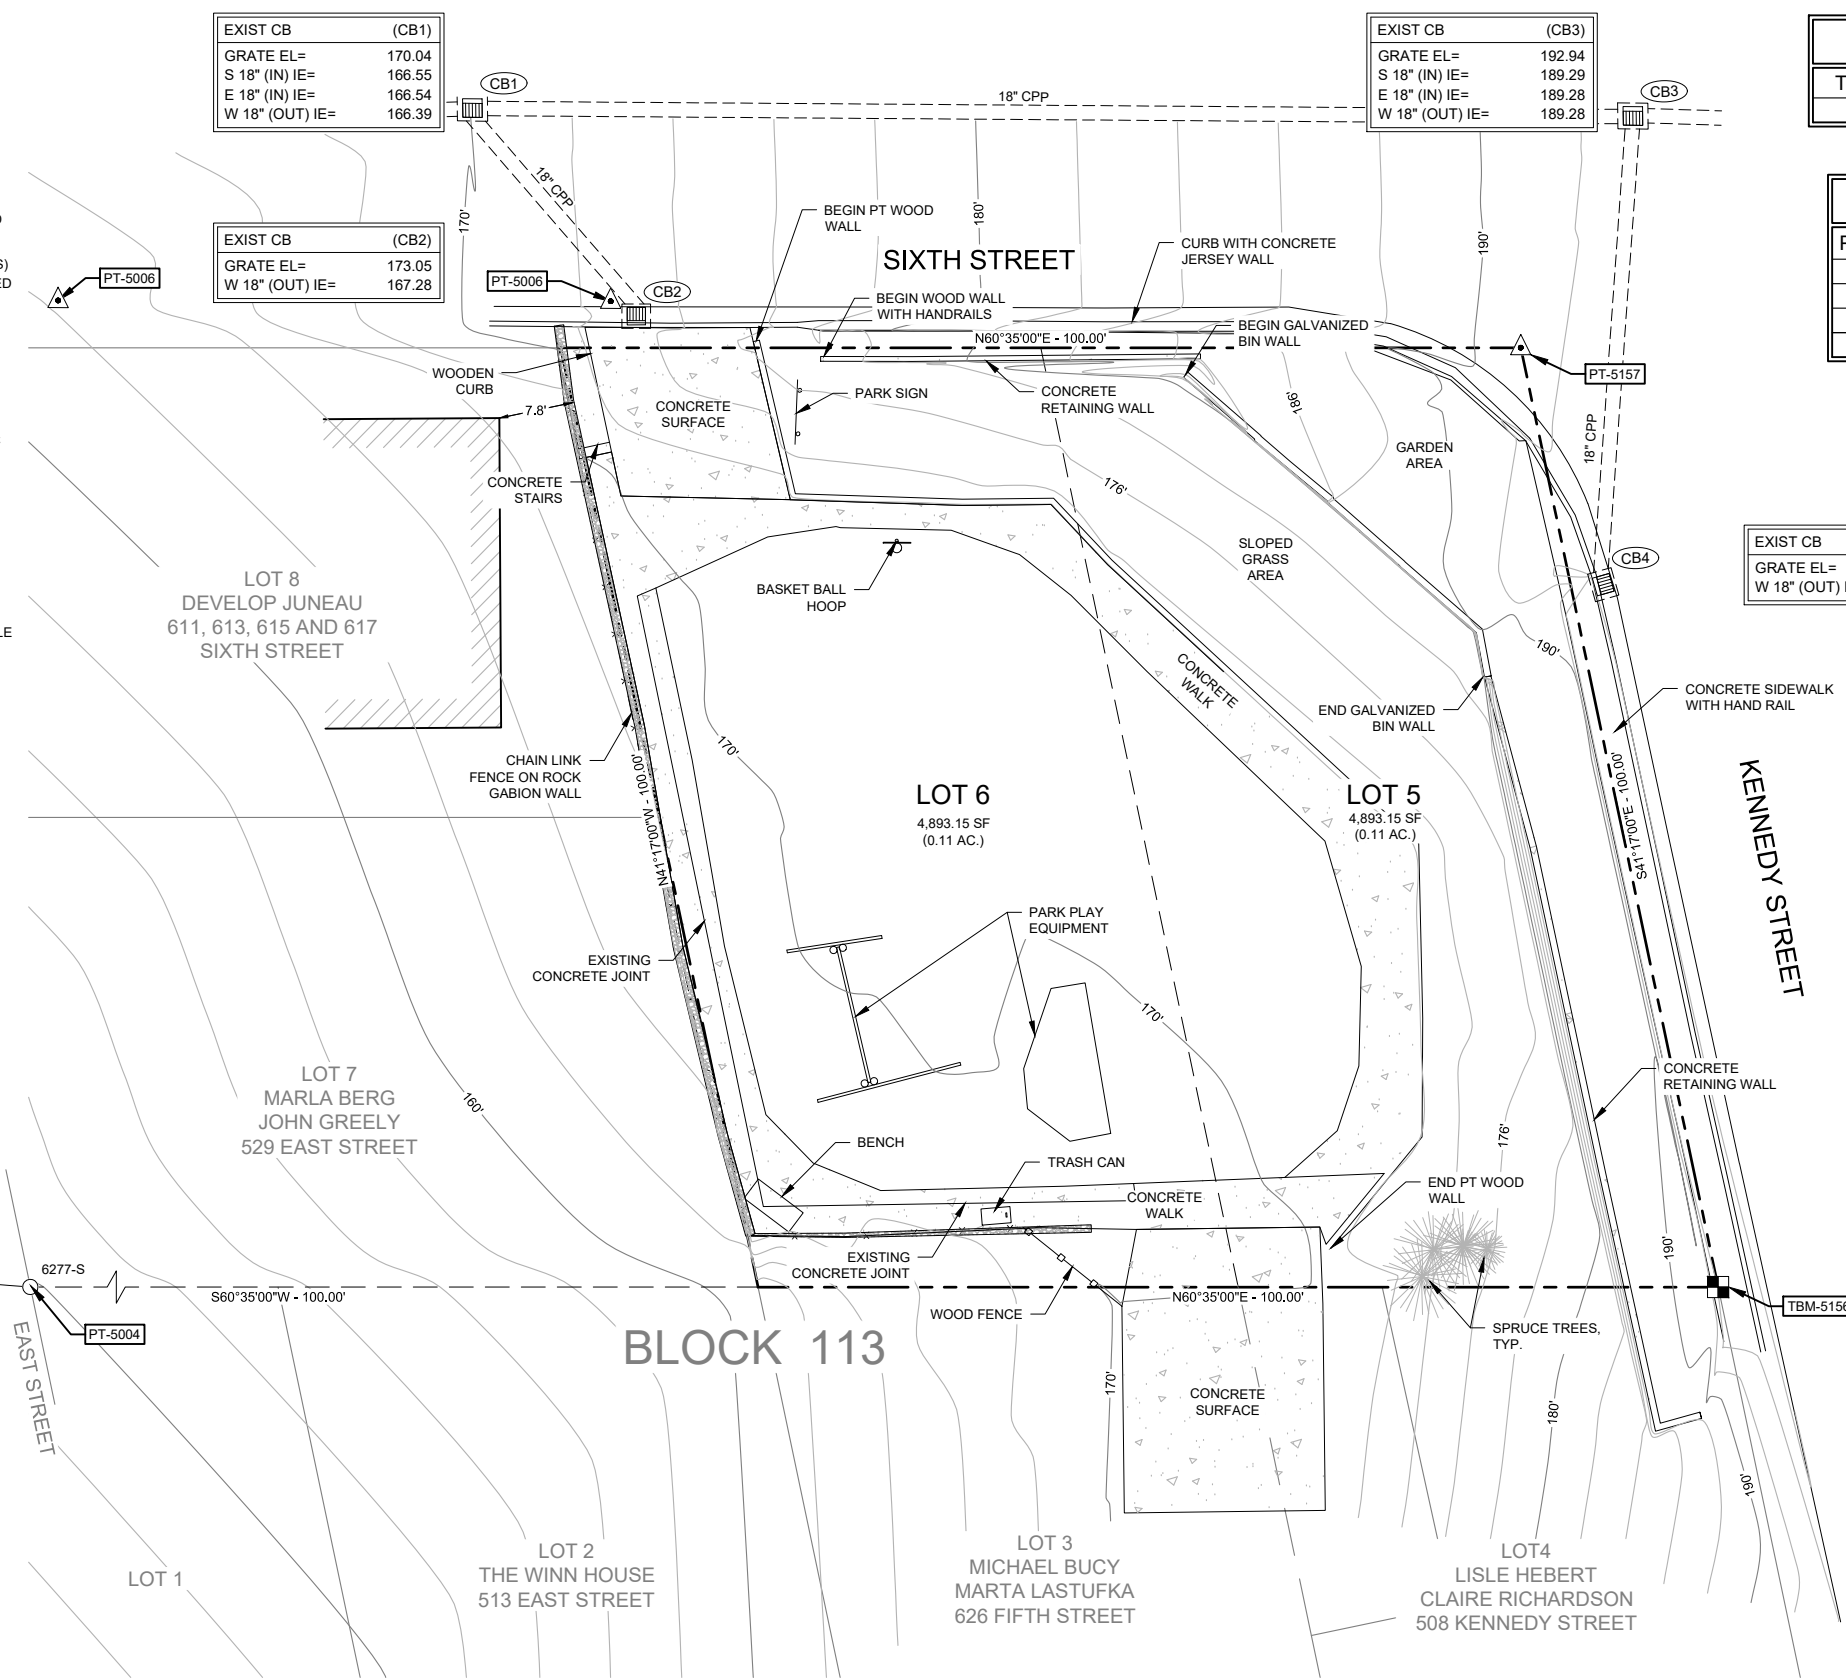 EXIST CB (CB1)
GRATE EL= 170.04
S 18" (IN) IE= 166.55
E 18" (IN) IE= 166.54
W 18" (OUT) IE= 166.39
CB1
18" CPP
EXIST CB (CB3)
GRATE EL= 192.94
S 18" (IN) IE= 189.29
E 18" (IN) IE= 189.28
W 18" (OUT) IE= 189.28
CB3
T
18" CPP
170'
EXIST CB (CB2)
GRATE EL= 173.05
W 18" (OUT) IE= 167.28
BEGIN PT WOOD
WALL
180'
SIXTH STREET
CURB WITH CONCRETE
JERSEY WALL
190'
S)
ED
PT-5006
PT-5006
CB2
BEGIN WOOD WALL
WITH HANDRAILS
BEGIN GALVANIZED
BIN WALL
N60°35'00"E - 100.00'
WOODEN
CURB
7.8'
CONCRETE
SURFACE
PARK SIGN
CONCRETE
RETAINING WALL
186'
PT-5157
18" CPP
GARDEN
AREA
CONCRETE
STAIRS
176'
SLOPED
GRASS
AREA
CB4
EXIST CB
GRATE EL=
W 18" (OUT)
LOT 8
DEVELOP JUNEAU
611, 613, 615 AND 617
SIXTH STREET
LE
BASKET BALL
HOOP
190'
CONCRETE
WALK
CONCRETE SIDEWALK
WITH HAND RAIL
END GALVANIZED
BIN WALL
170'
CHAIN LINK
FENCE ON ROCK
GABION WALL
N41°17'00"W - 100.00'
LOT 6
4,893.15 SF
(0.11 AC.)
LOT 5
4,893.15 SF
(0.11 AC.)
S41°17'00"E - 100.00'
KENNEDY STREET
PARK PLAY
EQUIPMENT
EXISTING
CONCRETE JOINT
170'
LOT 7
MARLA BERG
JOHN GREELY
529 EAST STREET
160'
CONCRETE
RETAINING WALL
BENCH
TRASH CAN
176'
CONCRETE
WALK
END PT WOOD
WALL
EXISTING
CONCRETE JOINT
190'
6277-S
S60°35'00"W - 100.00'
PT-5004
EAST STREET
WOOD FENCE
N60°35'00"E - 100.00'
TBM-5156
SPRUCE TREES,
TYP.
BLOCK 113
170'
CONCRETE
SURFACE
180'
190'
LOT 1
LOT 2
THE WINN HOUSE
513 EAST STREET
LOT 3
MICHAEL BUCY
MARTA LASTUFKA
626 FIFTH STREET
LOT4
LISLE HEBERT
CLAIRE RICHARDSON
508 KENNEDY STREET